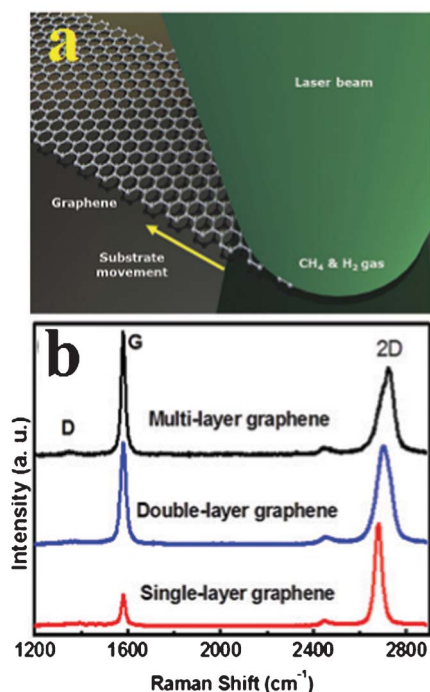 a
Laser beam
Graphene
Substrate
movement
CH₄ & H₂ gas
b
G
2D
D
Multi-layer graphene
Double-layer graphene
Single-layer graphene
Intensity (a. u.)
1200 1600 2000 2400 2800
Raman Shift (cm⁻¹)